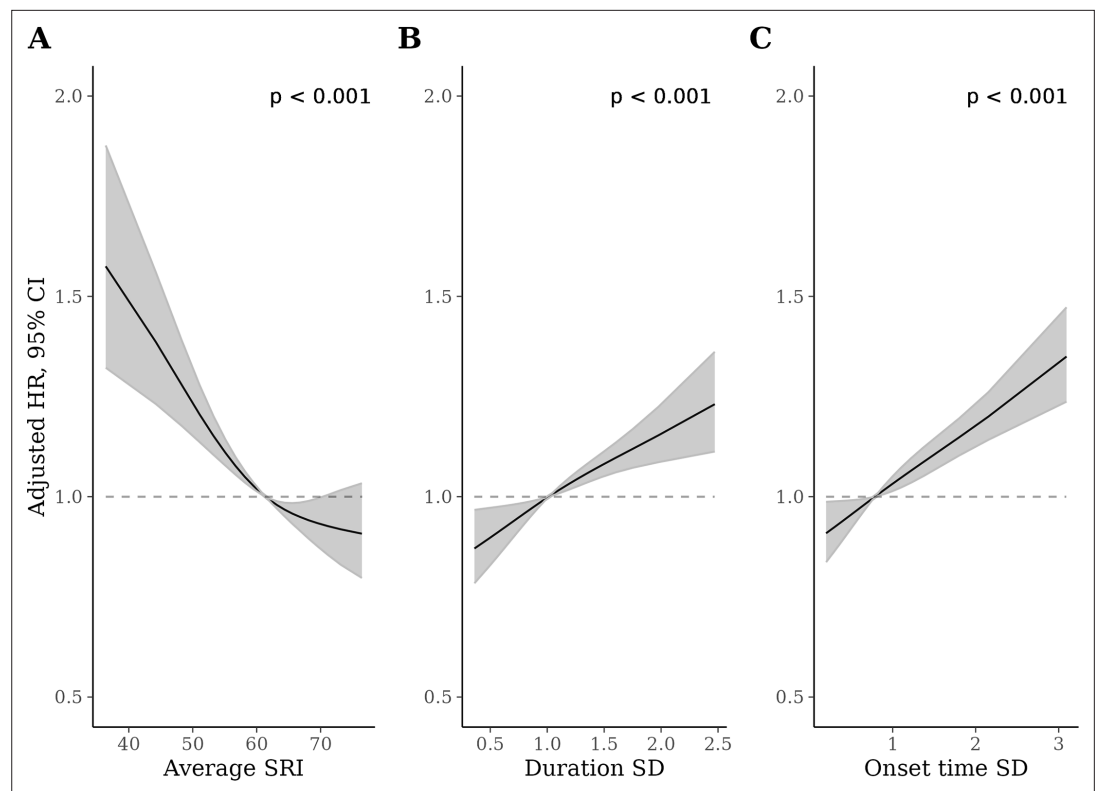 A
B
C
p < 0.001
p < 0.001
p < 0.001
Adjusted HR, 95% CI
2.0
1.5
1.0
0.5
2.0
1.5
1.0
0.5
2.0
1.5
1.0
0.5
40 50 60 70
0.5 1.0 1.5 2.0 2.5
1 2 3
Average SRI
Duration SD
Onset time SD